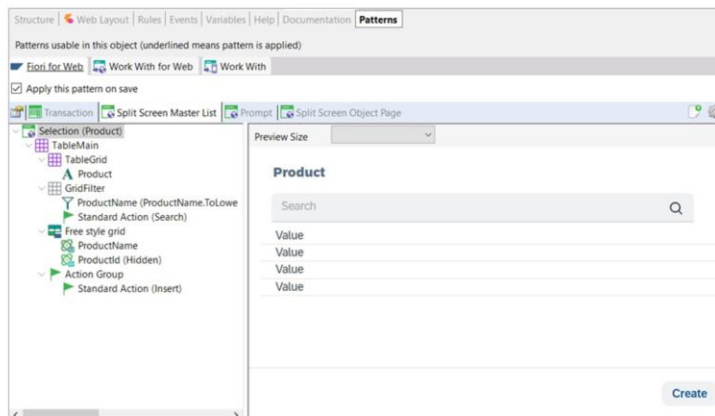 Structure Web Layout Rules Events Variables Help Documentation Patterns
Patterns usable in this object (underlined means pattern is applied)
Fiori for Web Work With for Web Work With
Apply this pattern on save
Transaction Split Screen Master List Prompt Split Screen Object Page
Selection (Product)
TableMain
TableGrid
Product
GridFilter
ProductName (ProductName.ToLowe
Standard Action (Search)
Free style grid
ProductName
ProductId (Hidden)
Action Group
Standard Action (Insert)
Preview Size
Product
Search
Value
Value
Value
Value
Create